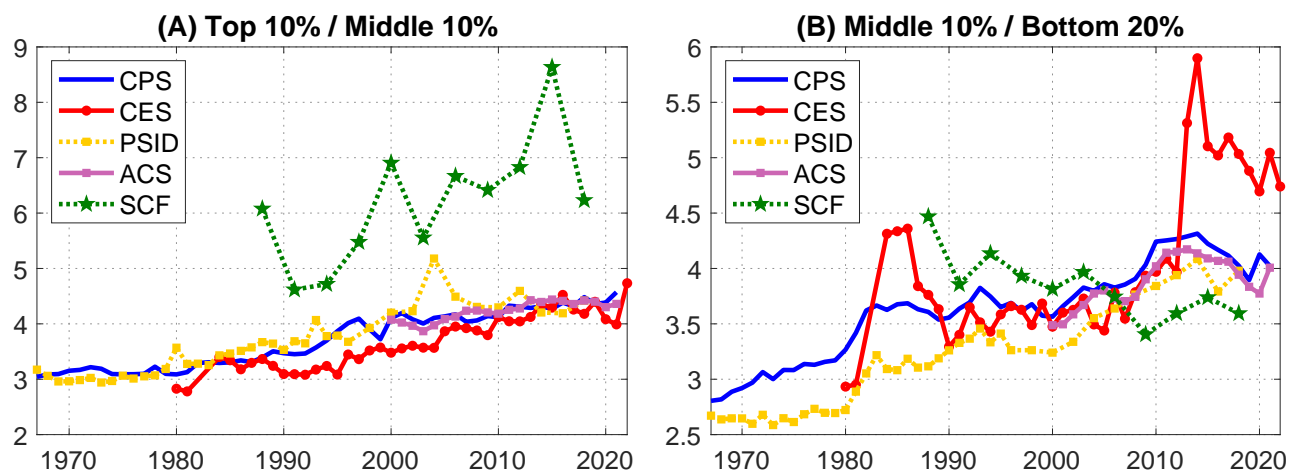 (A) Top 10% / Middle 10%
9
8
7
6
5
4
3
2
CPS
CES
PSID
ACS
SCF
1970 1980 1990 2000 2010 2020
(B) Middle 10% / Bottom 20%
6
5.5
5
4.5
4
3.5
3
2.5
CPS
CES
PSID
ACS
SCF
1970 1980 1990 2000 2010 2020